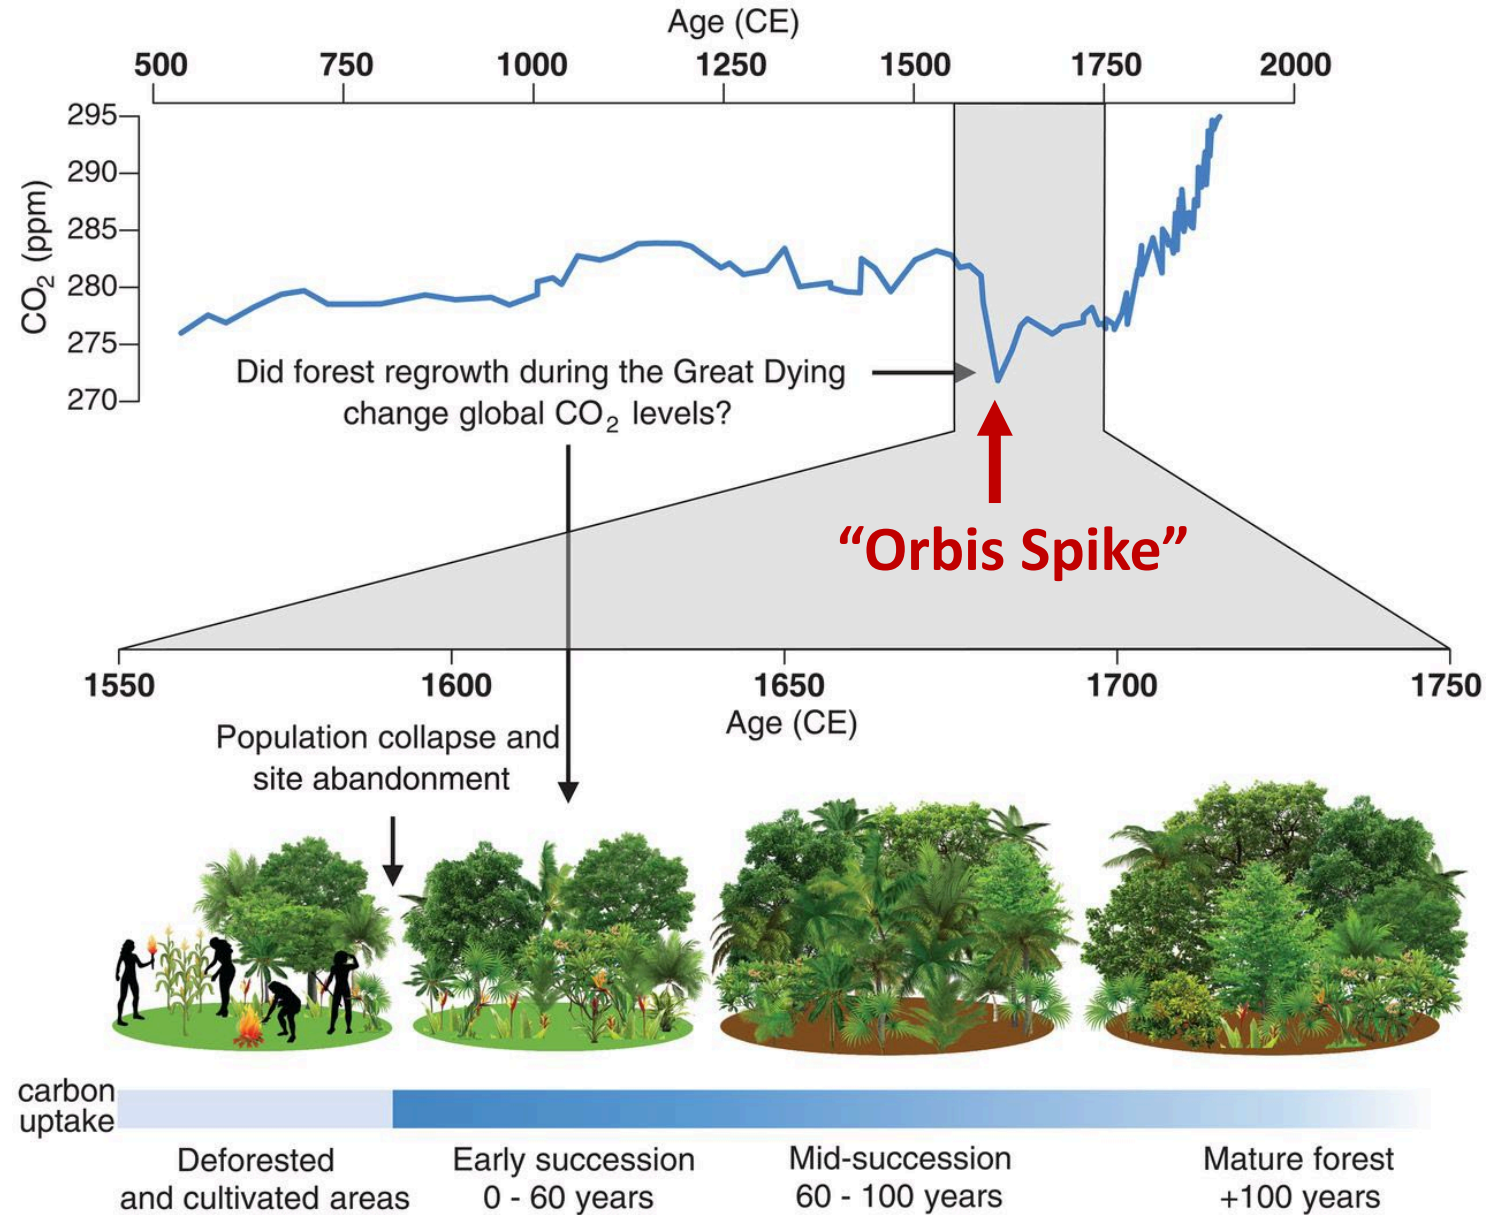 Age (CE)
500 750 1000 1250 1500 1750 2000
295
290
285
280
275
270
CO₂ (ppm)
Did forest regrowth during the Great Dying
change global CO₂ levels?
“Orbis Spike”
1550 1600 1650 1700 1750
Age (CE)
Population collapse and
site abandonment
carbon
uptake
Deforested
and cultivated areas
Early succession
0 - 60 years
Mid-succession
60 - 100 years
Mature forest
+100 years